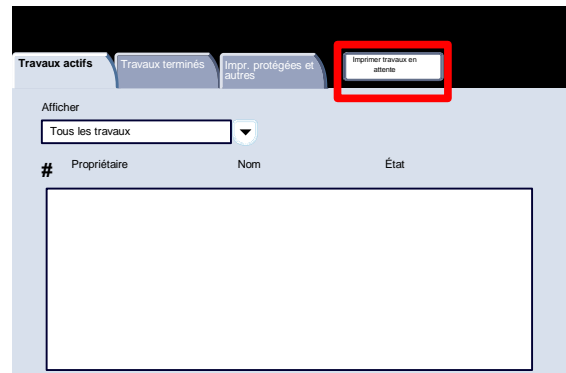 Travaux actifs
Travaux terminés
Impr. protégées et
autres
Imprimer travaux en
attente
Afficher
Tous les travaux
# Propriétaire Nom État